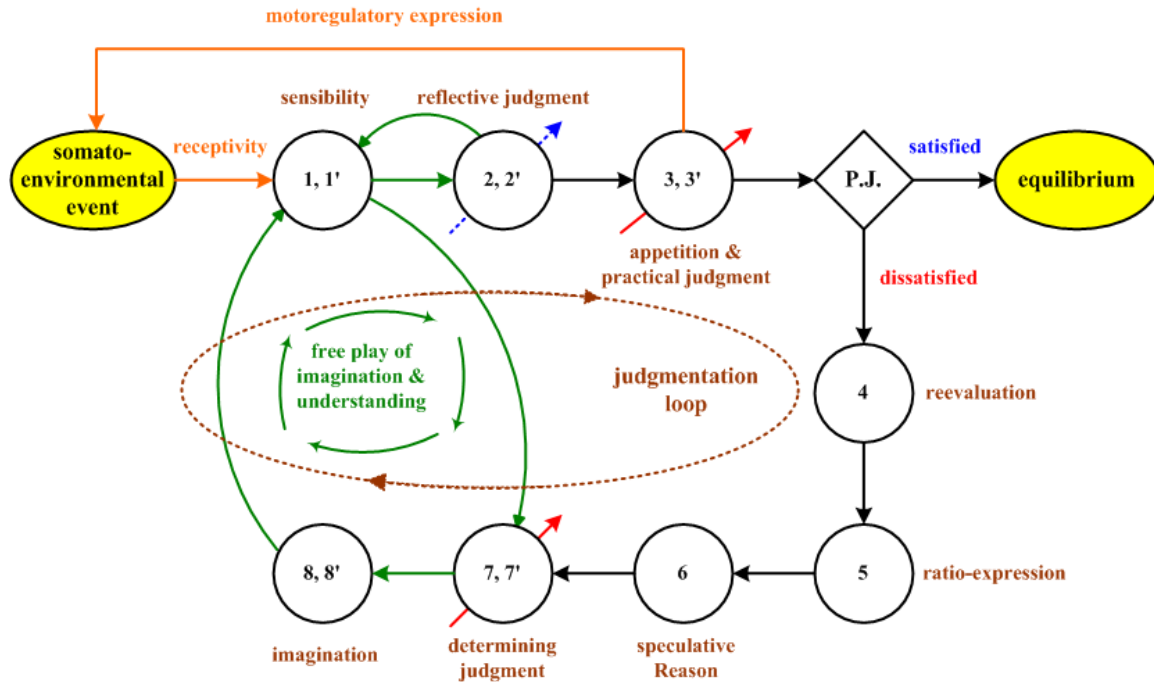 motoregulatory expression
sensibility
reflective judgment
somato-
environmental
event
receptivity
1, 1'
2, 2'
3, 3'
P.J.
satisfied
equilibrium
appetition &
practical judgment
dissatisfied
free play of
imagination &
understanding
judgmentation
loop
4
reevaluation
8, 8'
7, 7'
6
5
ratio-expression
imagination
determining
judgment
speculative
Reason